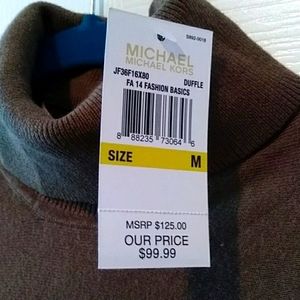 S992-0018
MICHAEL
MICHAEL KORS
JF36F16X80 DUFFLE
FA 14 FASHION BASICS
8 88235 73064 6
SIZE M
MSRP $125.00
OUR PRICE
$99.99